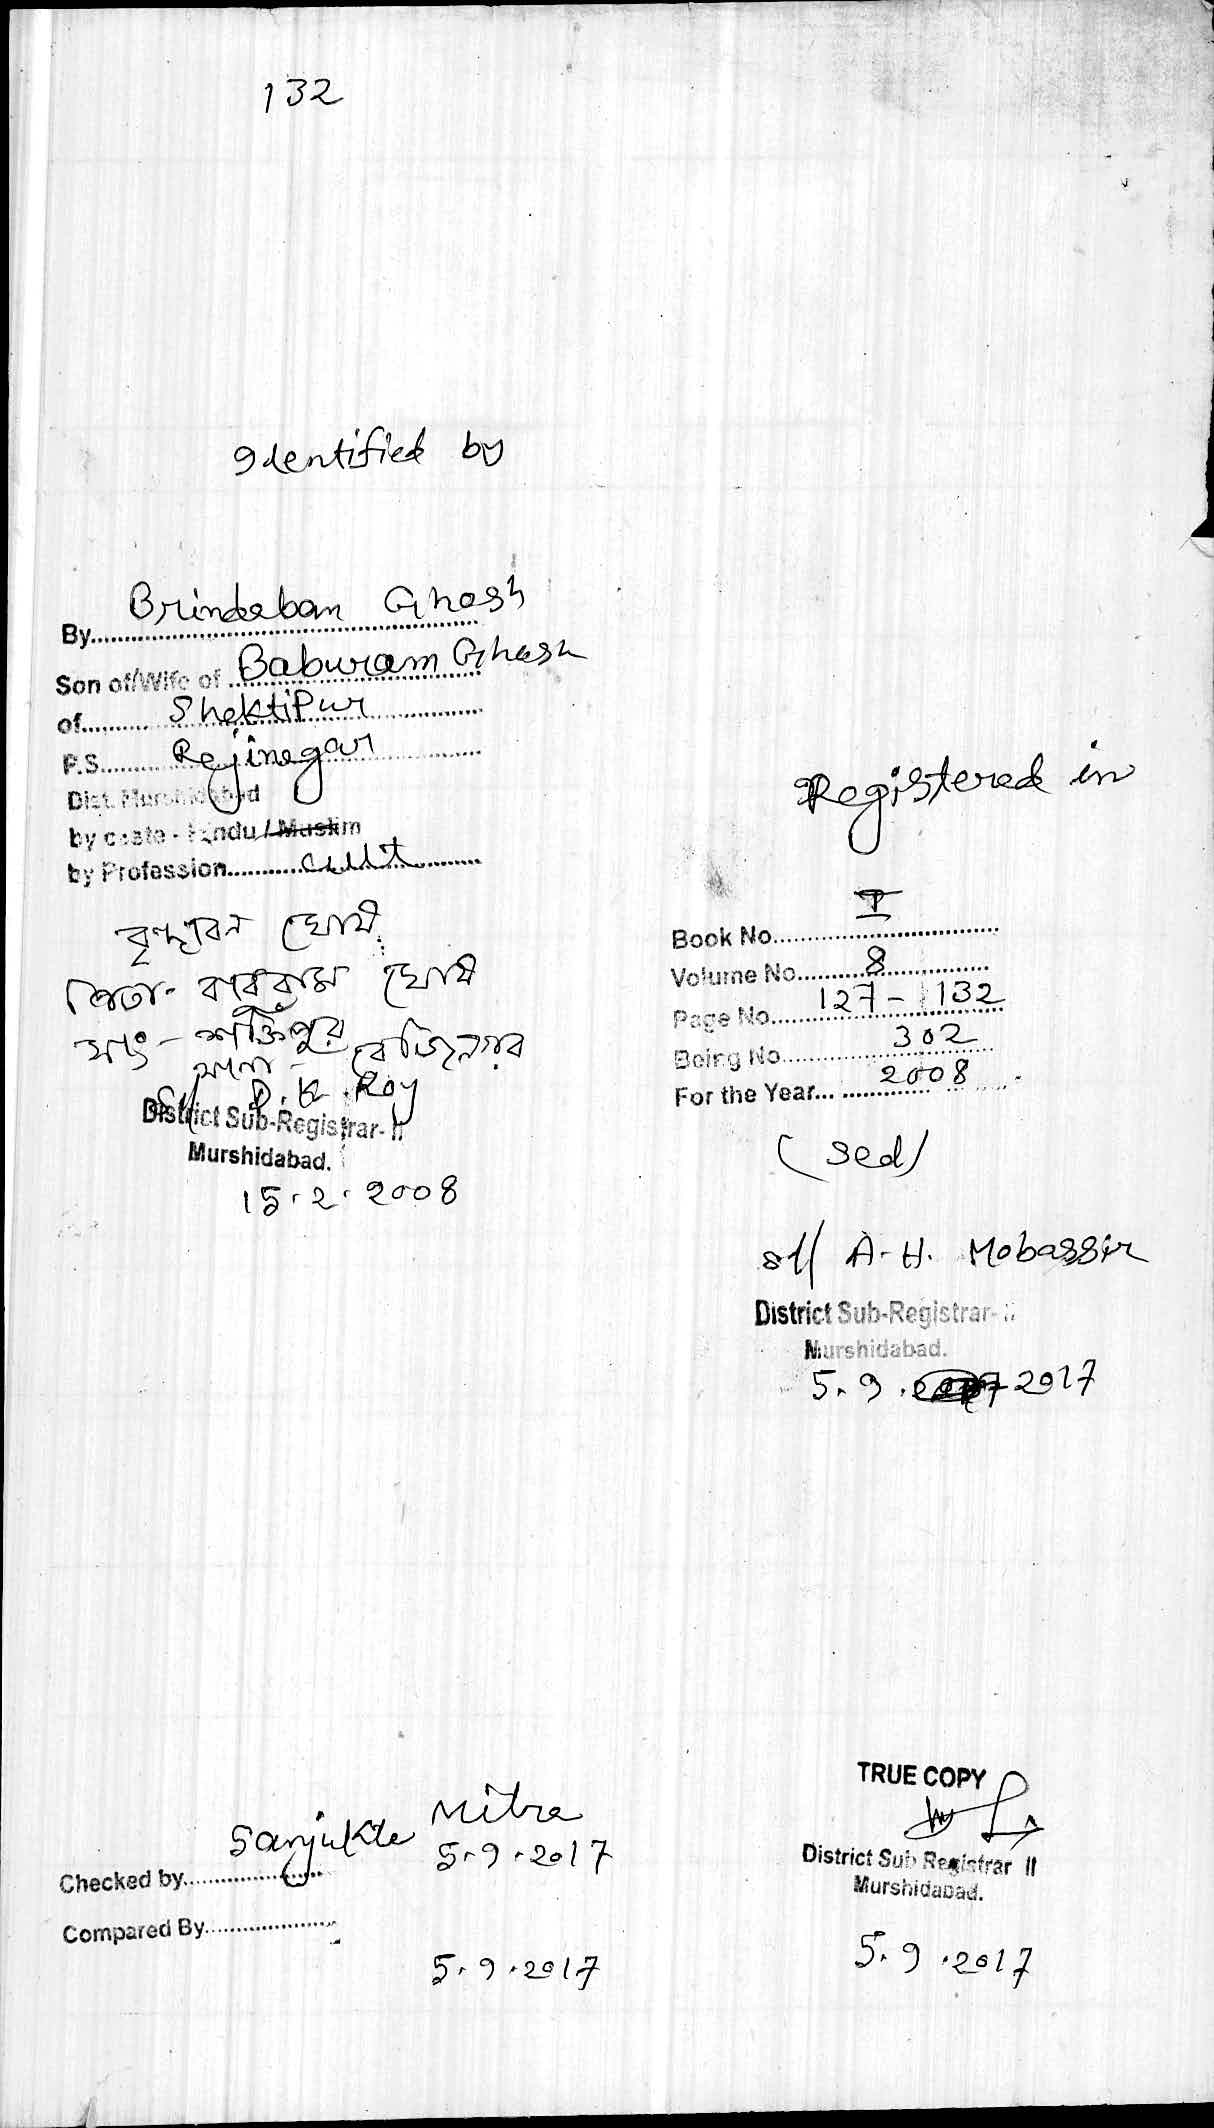 132
Identified by
By Brindaban Ghosh
Son of/Wife of Baburam Ghosh
of Shaktipur
P.S. Rejinagar
Dist. Murshidabad
by caste - Hindu / Muslim
by Profession cult
বৃন্দাবন ঘোষ
পিতা- বাবুরাম ঘোষ
সাং - শক্তিপুর
থানা - রেজিনগর
Sd/ D. K. Roy
District Sub-Registrar- II
Murshidabad.
15.2.2008
Registered in
Book No. I
Volume No. 8
Page No. 127 - 132
Being No. 302
For the Year 2008
(Sed/
sd/ A. H. Mobassir
District Sub-Registrar- II
Murshidabad.
5.9. 2017
Sanjukta Mitra
Checked by 5.9.2017
Compared By
5.9.2017
TRUE COPY
District Sub Registrar II
Murshidabad.
5.9.2017